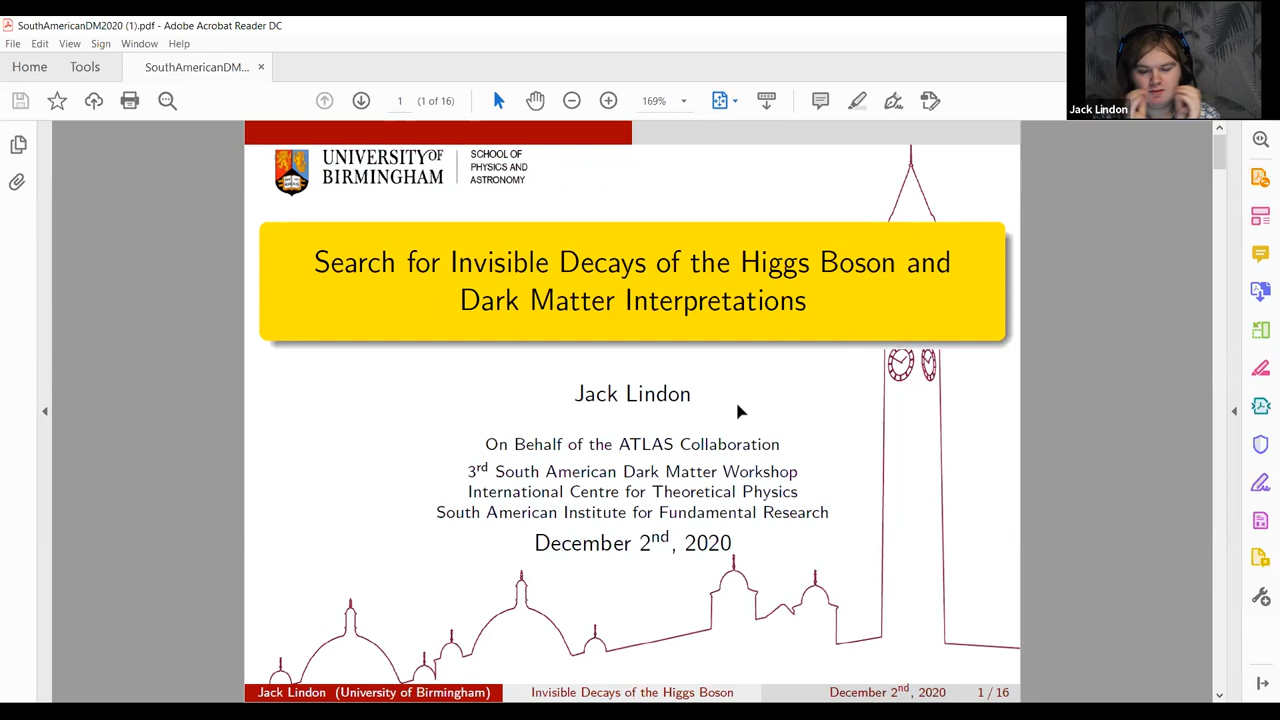 SouthAmericanDM2020 (1).pdf - Adobe Acrobat Reader DC
File Edit View Sign Window Help
Home Tools SouthAmericanDM... ×
1 (1 of 16) 169%
Jack Lindon
UNIVERSITY OF BIRMINGHAM
SCHOOL OF
PHYSICS AND
ASTRONOMY
Search for Invisible Decays of the Higgs Boson and
Dark Matter Interpretations
Jack Lindon
On Behalf of the ATLAS Collaboration
3rd South American Dark Matter Workshop
International Centre for Theoretical Physics
South American Institute for Fundamental Research
December 2nd, 2020
Jack Lindon (University of Birmingham) Invisible Decays of the Higgs Boson December 2nd, 2020 1 / 16